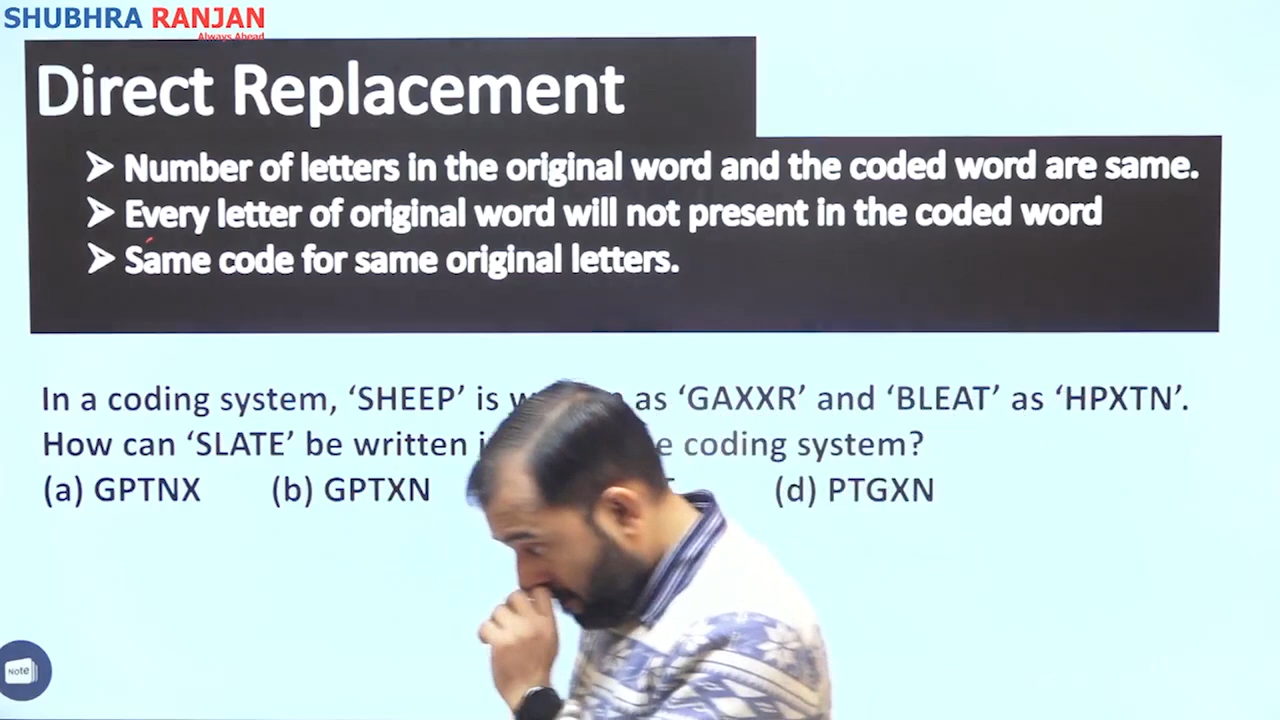 SHUBHRA RANJAN
Always Ahead
Direct Replacement
➢ Number of letters in the original word and the coded word are same.
➢ Every letter of original word will not present in the coded word
➢ Same code for same original letters.
In a coding system, ‘SHEEP’ is as ‘GAXXR’ and ‘BLEAT’ as ‘HPXTN’.
How can ‘SLATE’ be written coding system?
(a) GPTNX (b) GPTXN (d) PTGXN
Note